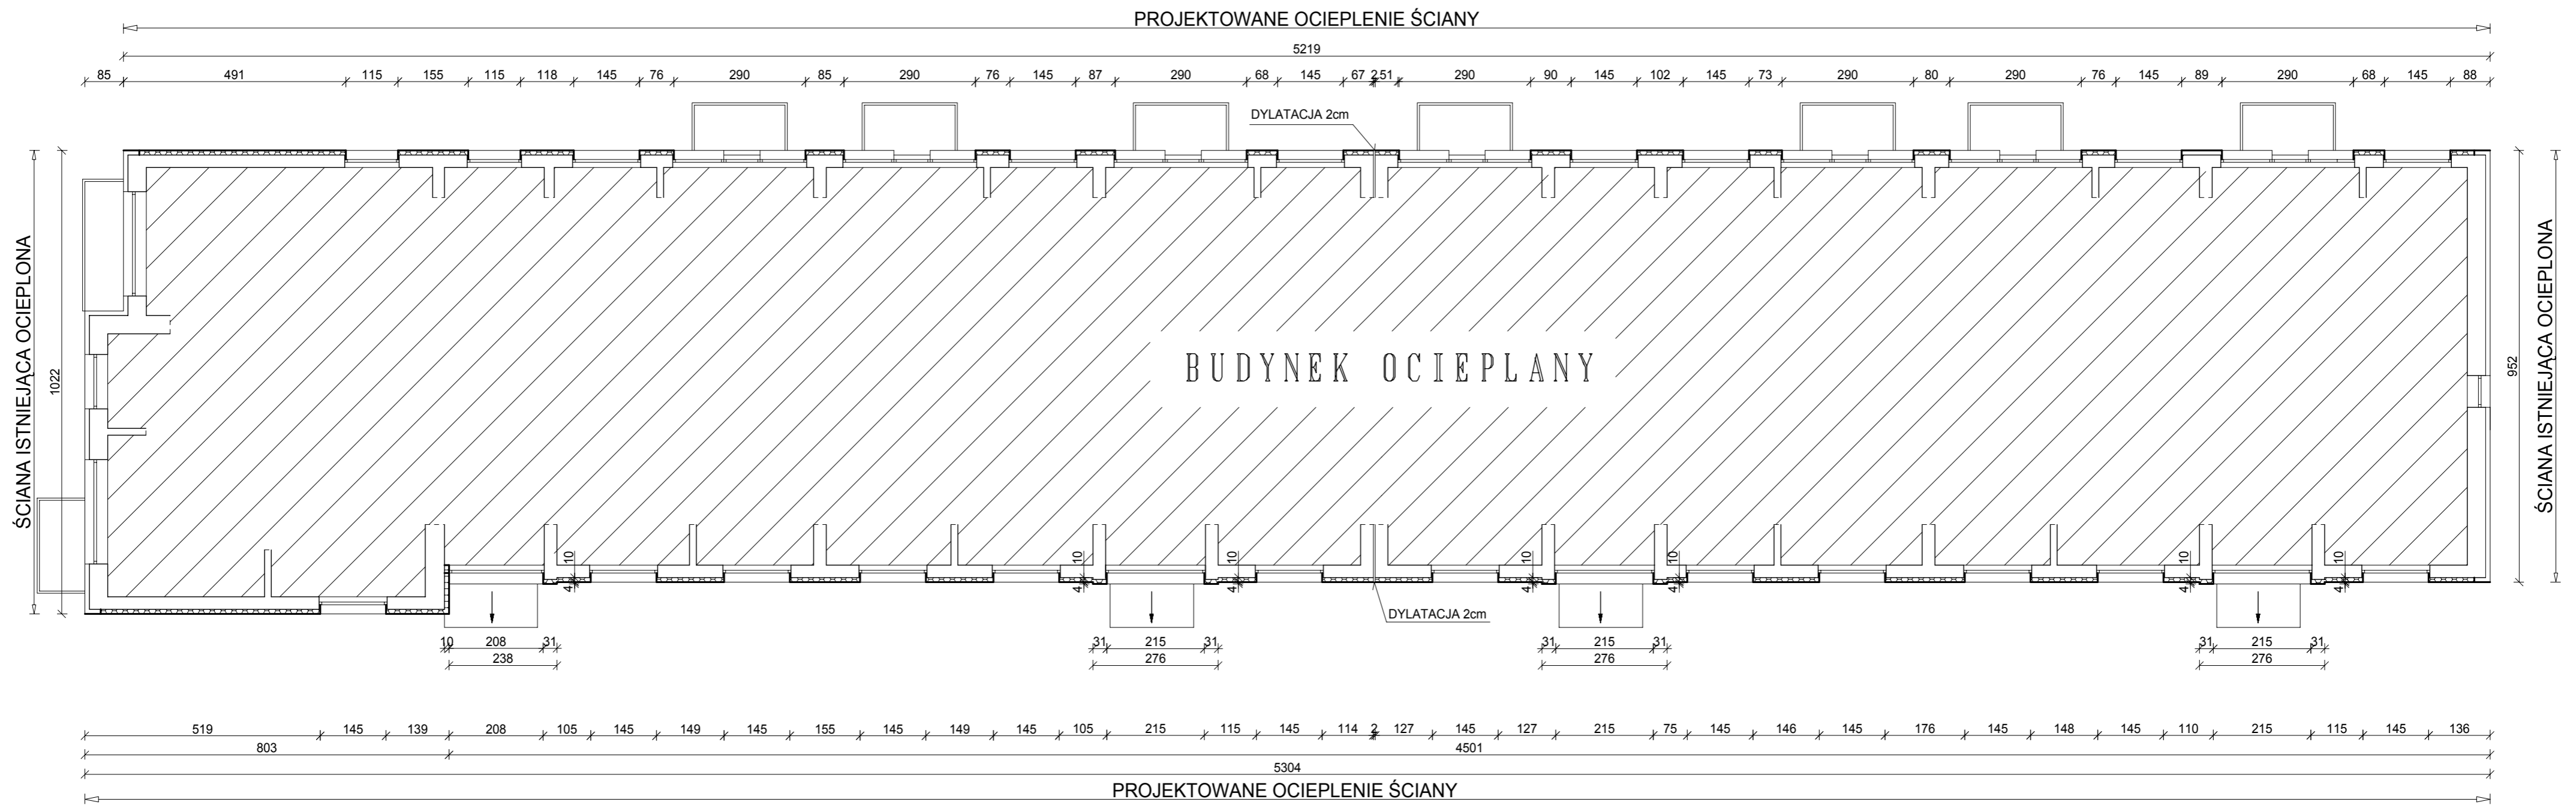 PROJEKTOWANE OCIEPLENIE ŚCIANY
5219
85 491 115 155 115 118 145 76 290 85 290 76 145 87 290 68 145 67 2 51 290 90 145 102 145 73 290 80 290 76 145 89 290 68 145 88
DYLATACJA 2cm
ŚCIANA ISTNIEJĄCA OCIEPLONA
1022
BUDYNEK OCIEPLANY
952
ŚCIANA ISTNIEJĄCA OCIEPLONA
10 10 10 10 10 10 10
4 4 4 4 4 4 4
DYLATACJA 2cm
10 208 31 31 215 31 31 215 31 31 215 31
238 276 276 276
519 145 139 208 105 145 149 145 155 145 149 145 105 215 115 145 114 2 127 145 127 215 75 145 146 145 176 145 148 145 110 215 115 145 136
803 4501
5304
PROJEKTOWANE OCIEPLENIE ŚCIANY